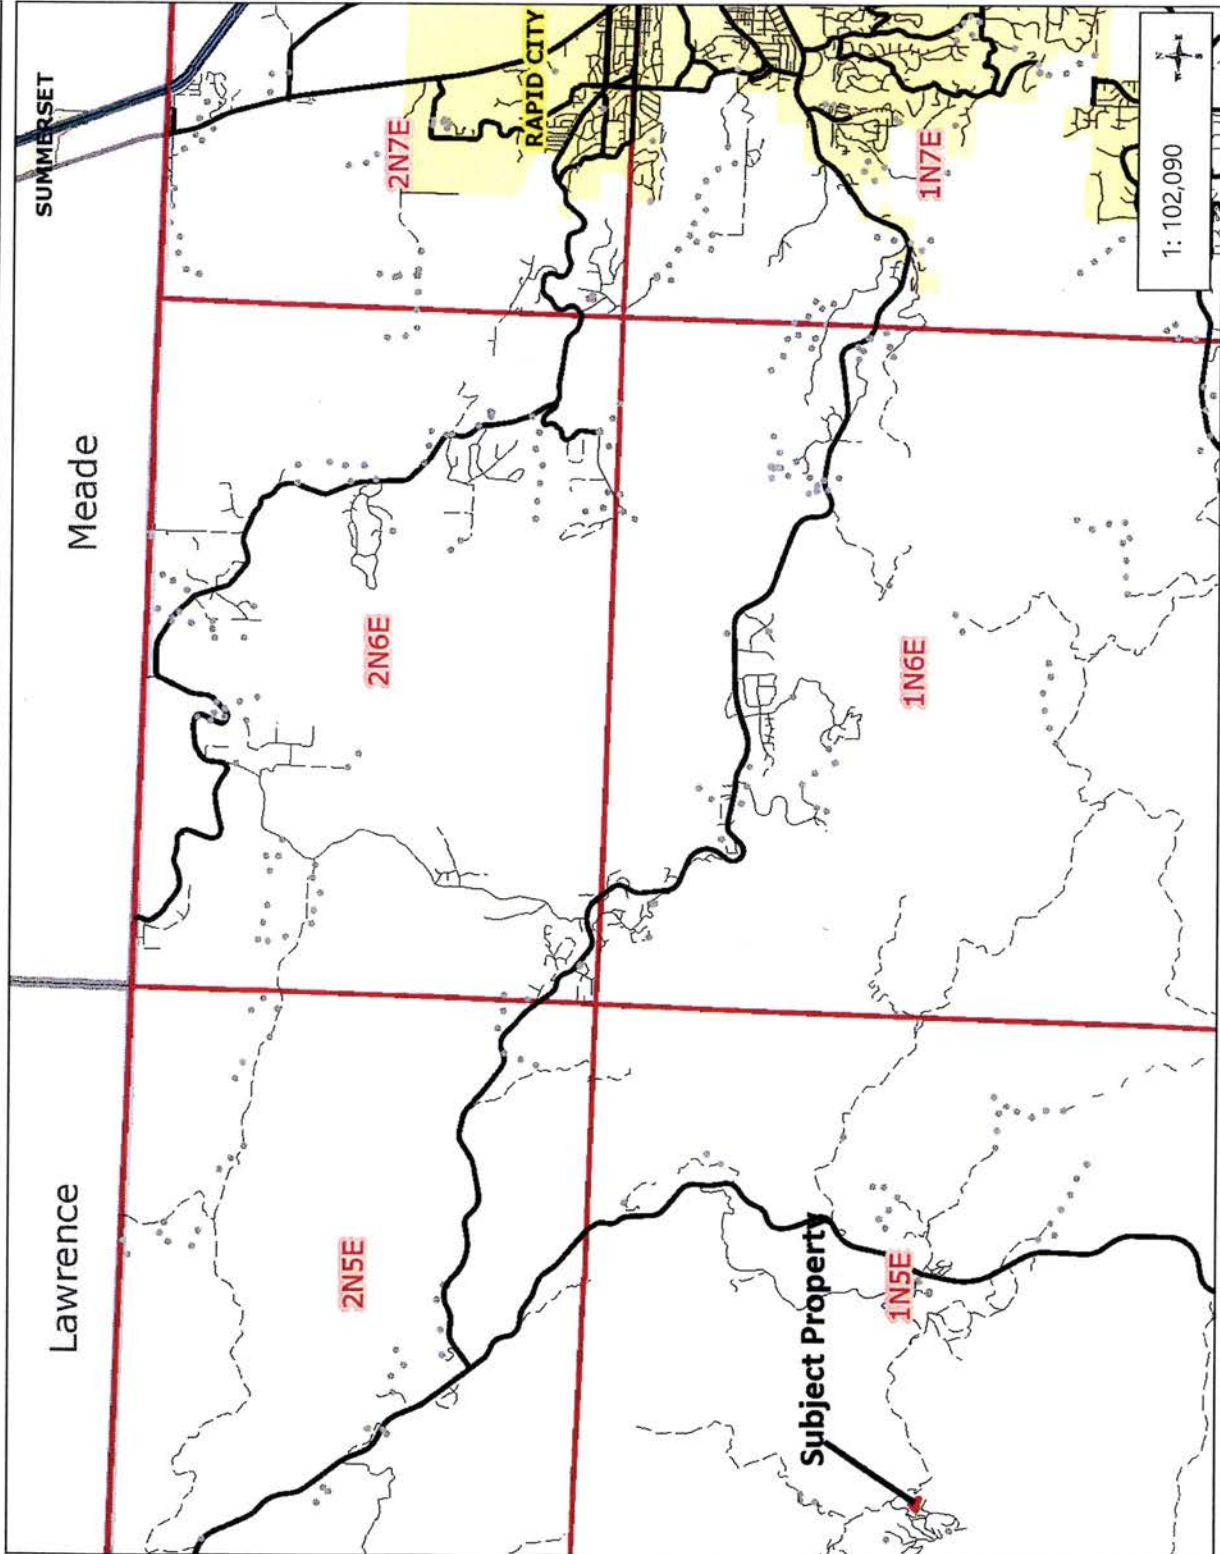 Lawrence
Meade
SUMMERSET
2N5E
2N6E
2N7E
RAPID CITY
Subject Property
1N5E
1N6E
1N7E
1: 102,090
N
W
E
S